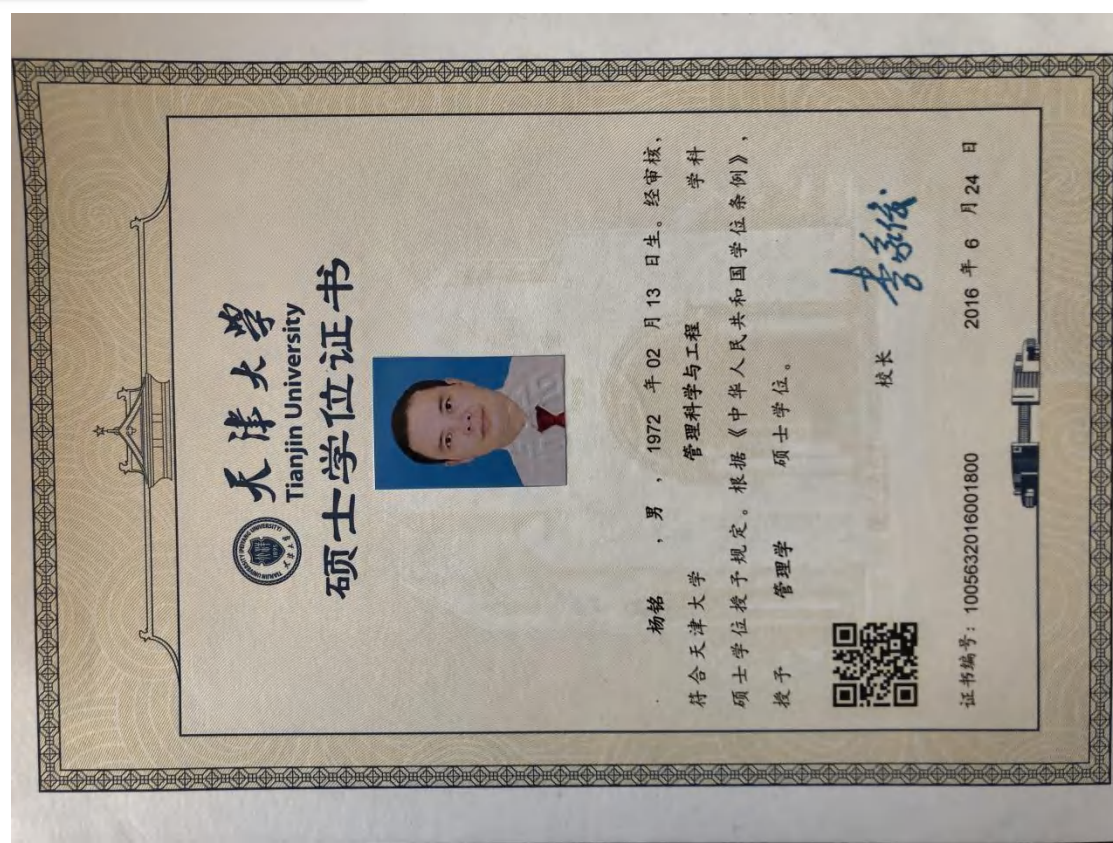 天津大学
Tianjin University
硕士学位证书
杨铭 ，男 ，1972 年 02 月 13 日生。经审核，
符合天津大学 管理科学与工程 学科
硕士学位授予规定。根据《中华人民共和国学位条例》，
授予 管理学 硕士学位。
校长 李家俊
证书编号：1005632016001800 2016 年 6 月 24 日